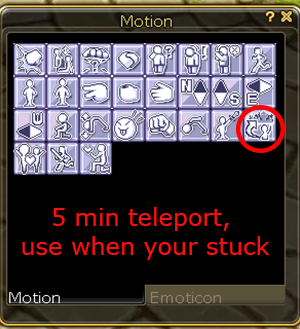 Motion
? X
N S E
W
5 min teleport,
use when your stuck
Motion Emoticon